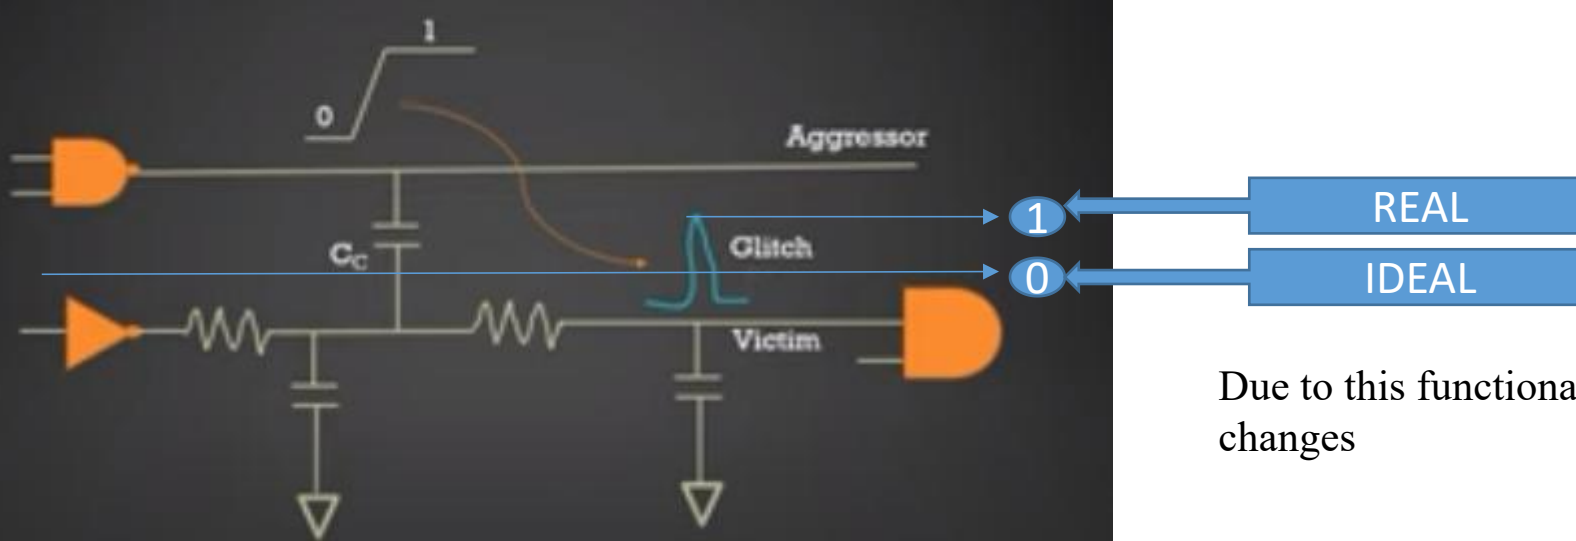 1
0
Aggressor
REAL
1
Glitch
CC
0
IDEAL
Victim
Due to this functiona
changes